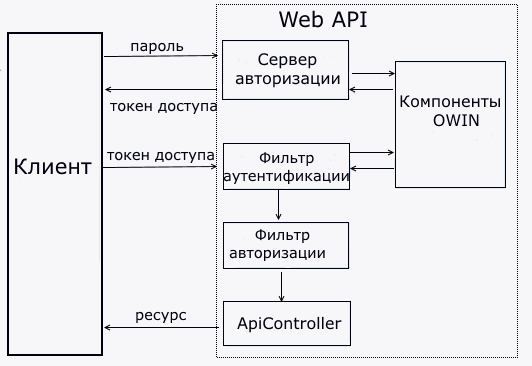 Web API
пароль
Сервер
авторизации
токен доступа
Компоненты
OWIN
Клиент
токен доступа
Фильтр
аутентификации
Фильтр
авторизации
ресурс
ApiController